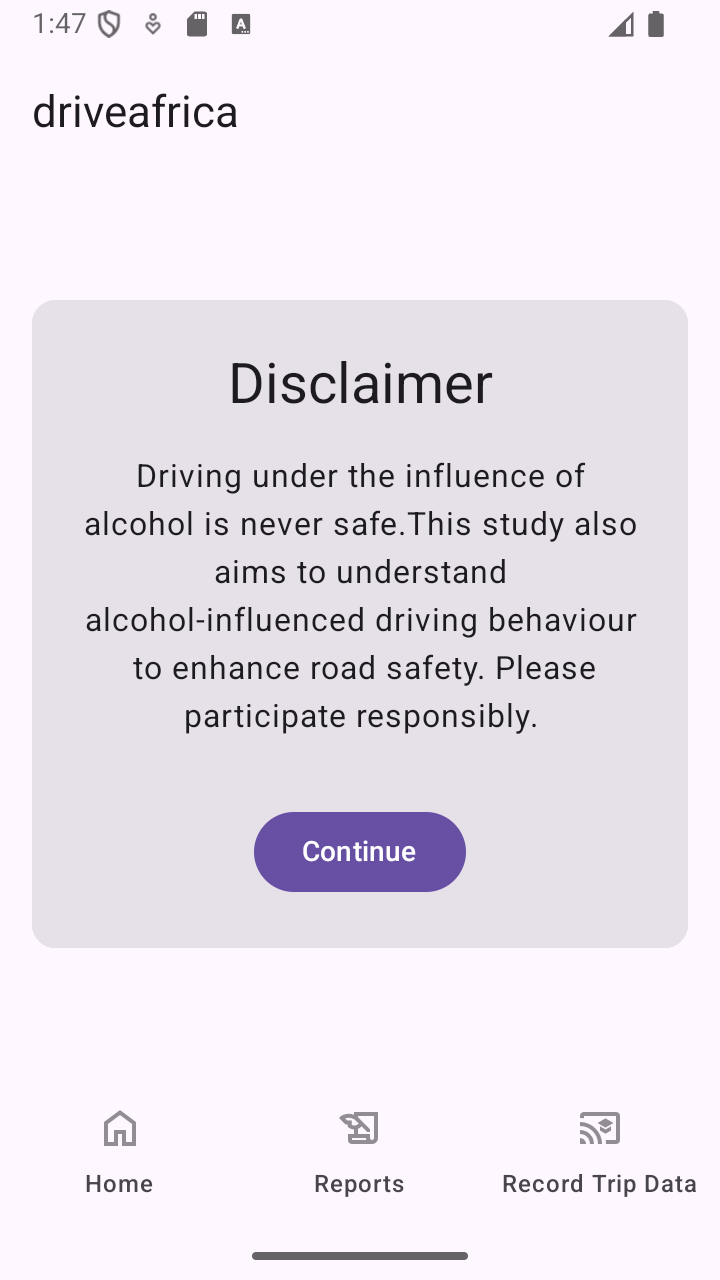 1:47
driveafrica
Disclaimer
Driving under the influence of
alcohol is never safe.This study also
aims to understand
alcohol-influenced driving behaviour
to enhance road safety. Please
participate responsibly.
Continue
Home
Reports
Record Trip Data